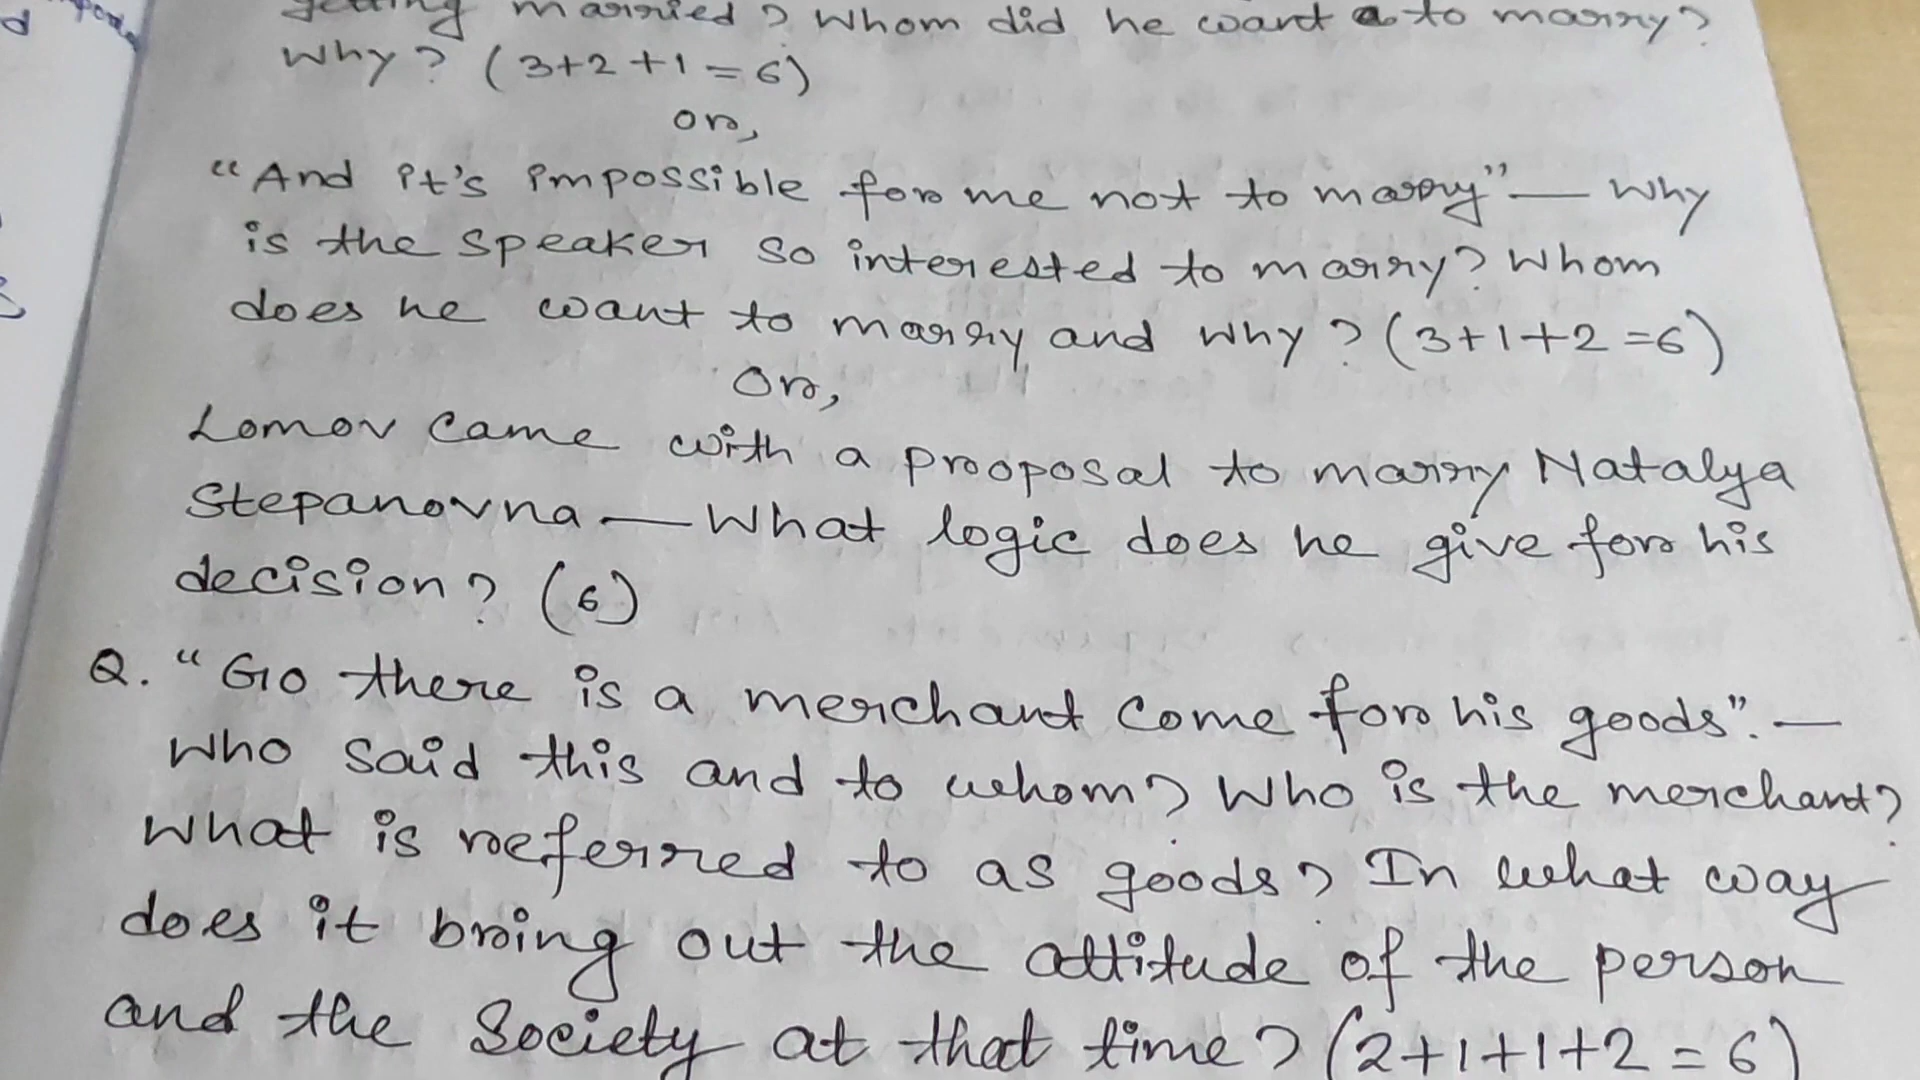 getting married? Whom did he want to marry?
Why? (3+2+1=6)
or,
"And it's impossible for me not to marry" — Why
is the speaker so interested to marry? Whom
does he want to marry and why? (3+1+2=6)
Or,
Lomov came with a proposal to marry Natalya
Stepanovna — What logic does he give for his
decision? (6)
Q. "Go there is a merchant come for his goods". —
Who said this and to whom? Who is the merchant?
What is referred to as goods? In what way
does it bring out the attitude of the person
and the Society at that time? (2+1+1+2=6)